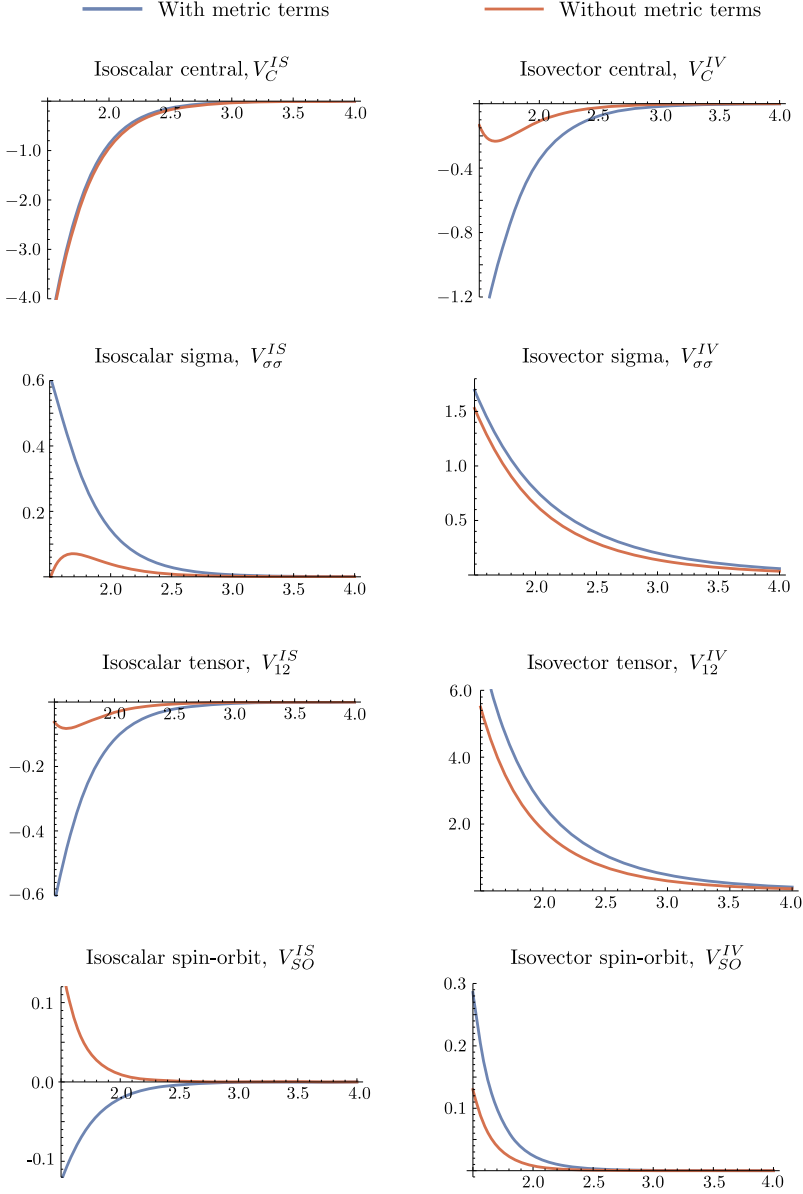 With metric terms Without metric terms
Isoscalar central, V_C^{IS}
2.0 2.5 3.0 3.5 4.0
−1.0
−2.0
−3.0
−4.0
Isovector central, V_C^{IV}
2.0 2.5 3.0 3.5 4.0
−0.4
−0.8
−1.2
Isoscalar sigma, V_{σσ}^{IS}
0.6
0.4
0.2
2.0 2.5 3.0 3.5 4.0
Isovector sigma, V_{σσ}^{IV}
1.5
1.0
0.5
2.0 2.5 3.0 3.5 4.0
Isoscalar tensor, V_{12}^{IS}
2.0 2.5 3.0 3.5 4.0
−0.2
−0.4
−0.6
Isovector tensor, V_{12}^{IV}
6.0
4.0
2.0
2.0 2.5 3.0 3.5 4.0
Isoscalar spin-orbit, V_{SO}^{IS}
0.1
0.0
2.0 2.5 3.0 3.5 4.0
-0.1
Isovector spin-orbit, V_{SO}^{IV}
0.3
0.2
0.1
2.0 2.5 3.0 3.5 4.0